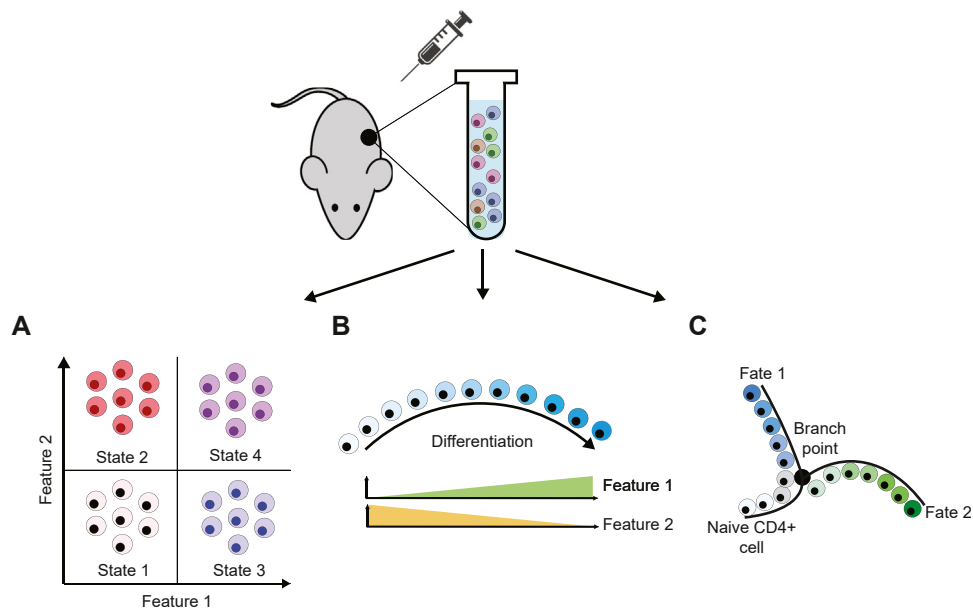 A
B
C
Feature 2
State 2
State 4
State 1
State 3
Feature 1
Differentiation
Feature 1
Feature 2
Fate 1
Branch
point
Naive CD4+
cell
Fate 2